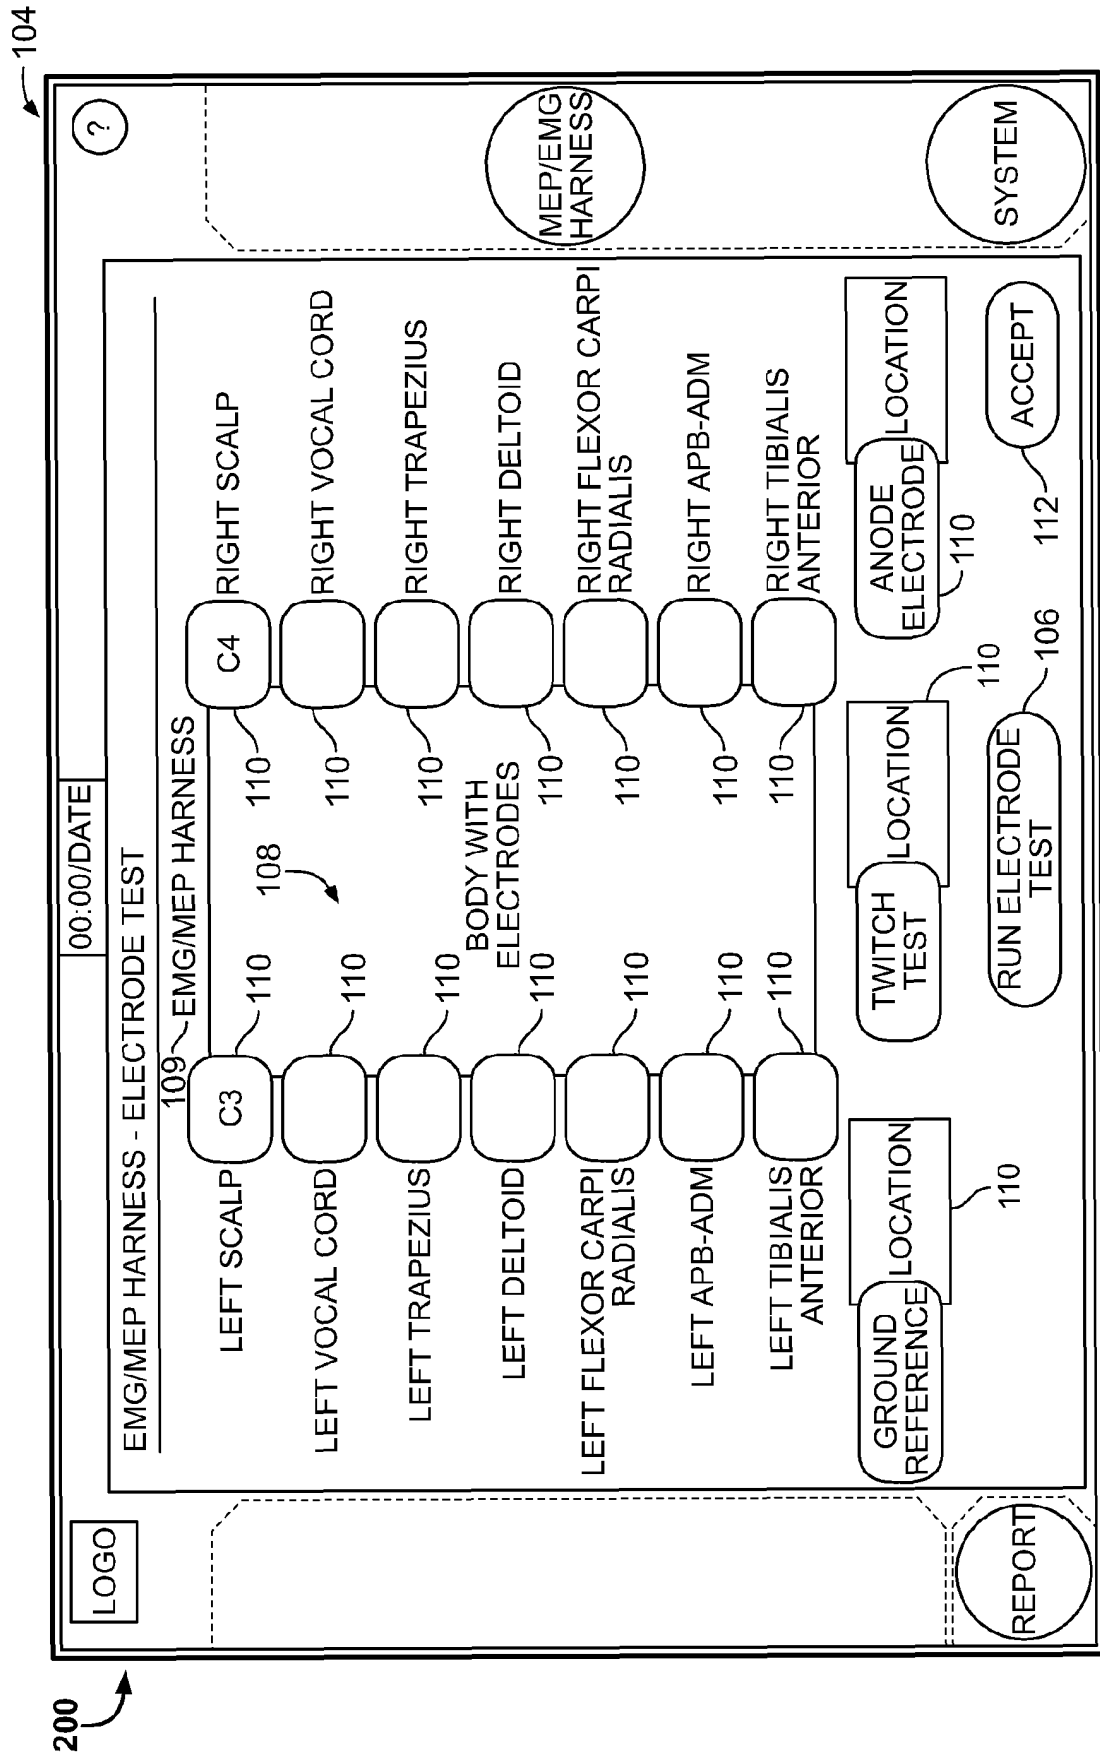 200
104
LOGO
00:00/DATE
?
EMG/MEP HARNESS - ELECTRODE TEST
109
EMG/MEP HARNESS
LEFT SCALP
C3
110
108
110
C4
RIGHT SCALP
LEFT VOCAL CORD
110
110
RIGHT VOCAL CORD
LEFT TRAPEZIUS
110
110
RIGHT TRAPEZIUS
BODY WITH
ELECTRODES
LEFT DELTOID
110
110
RIGHT DELTOID
LEFT FLEXOR CARPI
RADIALIS
110
110
RIGHT FLEXOR CARPI
RADIALIS
LEFT APB-ADM
110
110
RIGHT APB-ADM
LEFT TIBIALIS
ANTERIOR
110
110
RIGHT TIBIALIS
ANTERIOR
GROUND
REFERENCE
LOCATION
110
TWITCH
TEST
LOCATION
110
ANODE
ELECTRODE
LOCATION
110
RUN ELECTRODE
TEST
106
ACCEPT
112
MEP/EMG
HARNESS
REPORT
SYSTEM